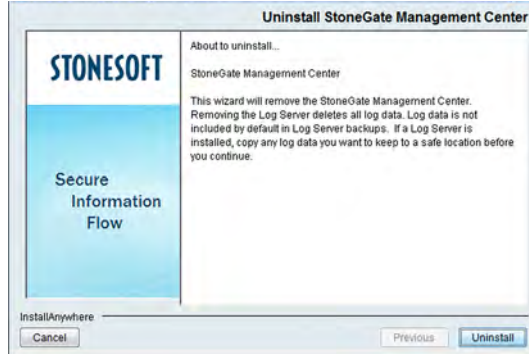 Uninstall StoneGate Management Center
STONESOFT
Secure
Information
Flow
About to uninstall...
StoneGate Management Center
This wizard will remove the StoneGate Management Center.
Removing the Log Server deletes all log data. Log data is not
included by default in Log Server backups. If a Log Server is
installed, copy any log data you want to keep to a safe location before
you continue.
InstallAnywhere
Cancel
Previous
Uninstall